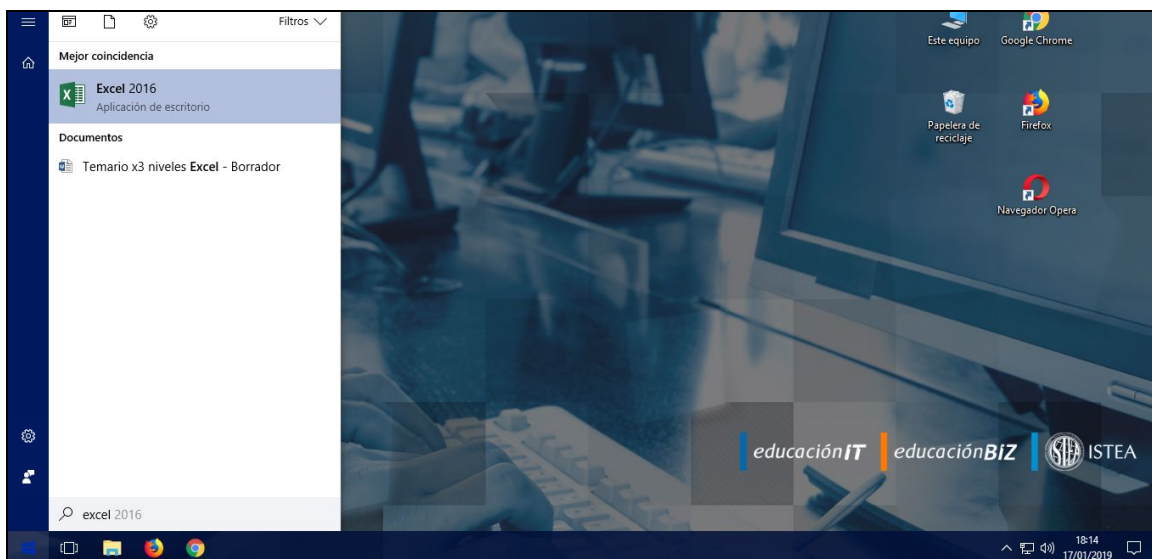 Filtros
Mejor coincidencia
Excel 2016
Aplicación de escritorio
Documentos
Temario x3 niveles Excel - Borrador
excel 2016
Este equipo
Google Chrome
Papelera de
reciclaje
Firefox
Navegador Opera
educaciónIT
educaciónBIZ
ISTEA
18:14
17/01/2019